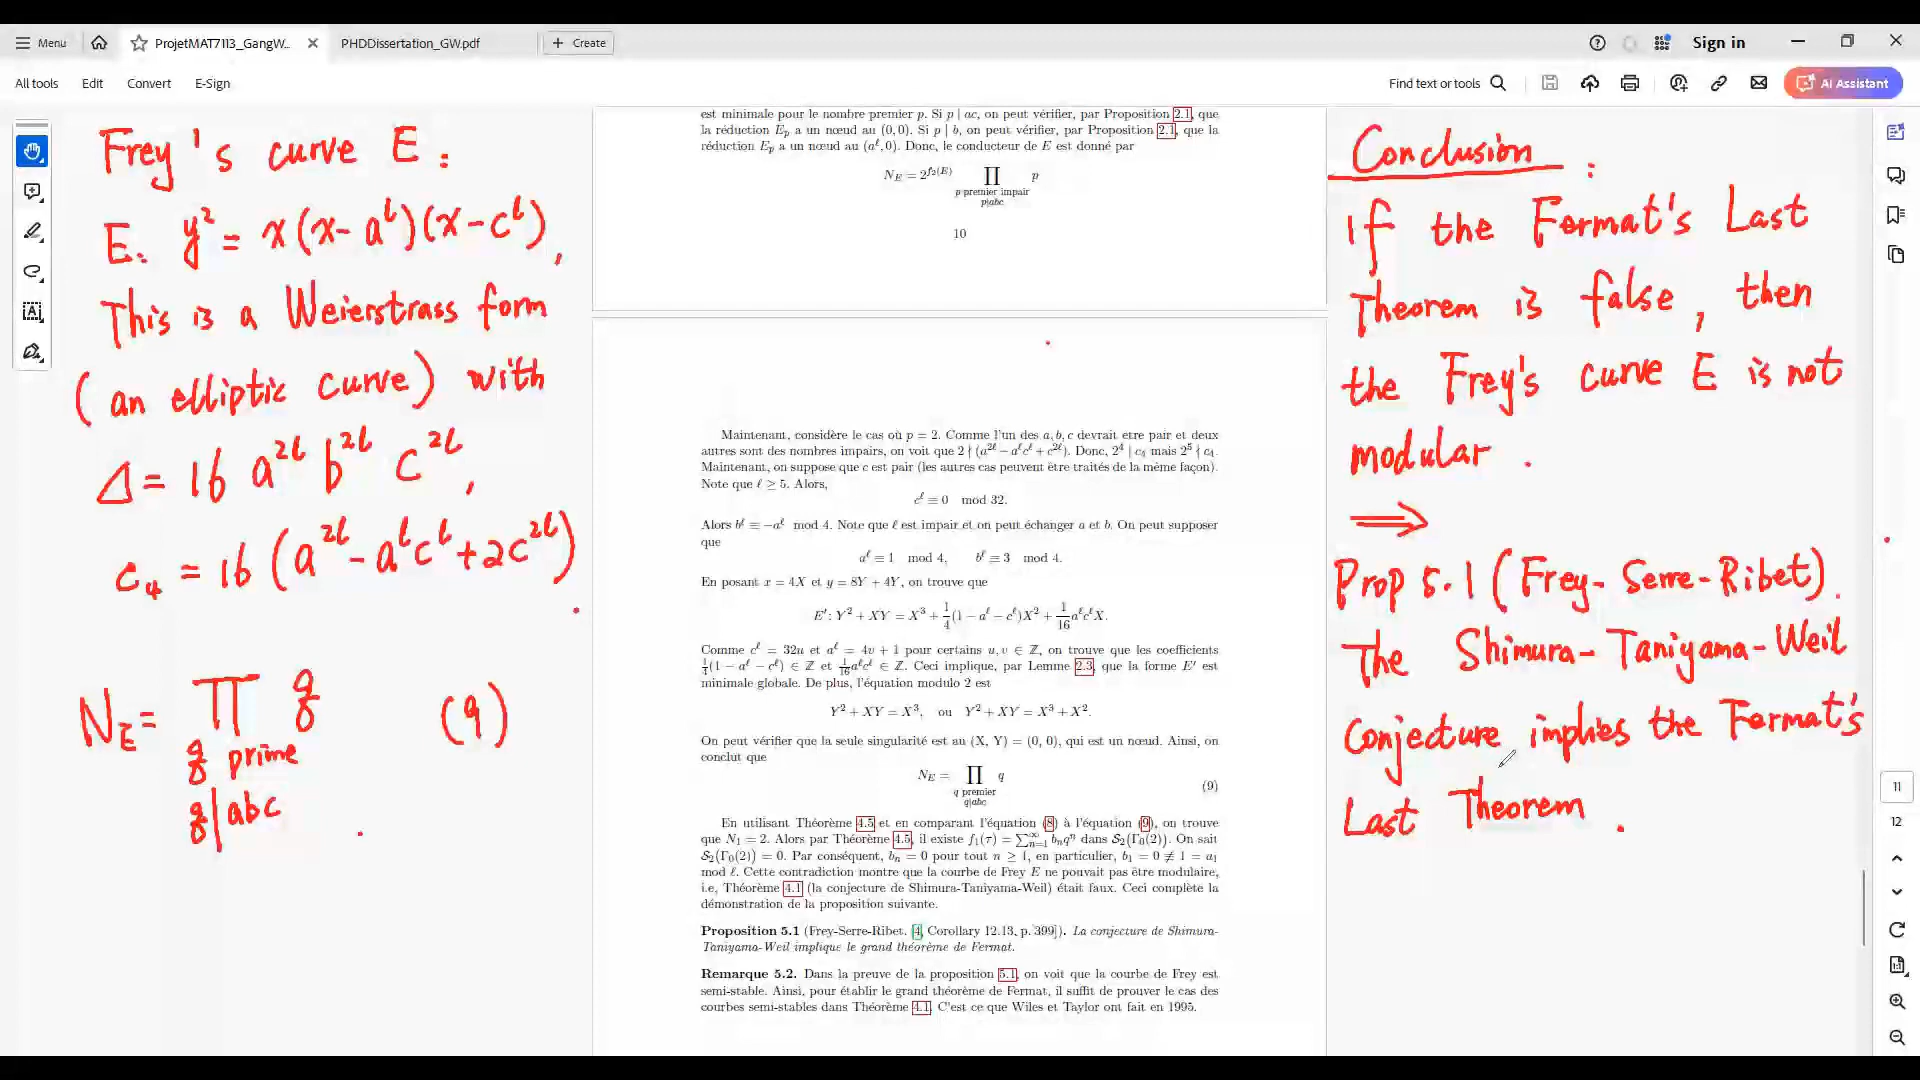 Menu
ProjetMAT7113_GangW...
PHDDissertation_GW.pdf
Create
Sign in
All tools
Edit
Convert
E-Sign
Find text or tools
AI Assistant
Frey's curve E:
E: y² = x(x-a^ℓ)(x-c^ℓ),
This is a Weierstrass form
(an elliptic curve) with
Δ = 16 a^{2ℓ} b^{2ℓ} c^{2ℓ},
c₄ = 16 (a^{2ℓ} - a^ℓ c^ℓ + 2c^{2ℓ}).
N_E = ∏ q (9)
q prime
q|abc .
est minimale pour le nombre premier p. Si p | ac, on peut vérifier, par Proposition 2.1, que
la réduction E_p a un nœud au (0, 0). Si p | b, on peut vérifier, par Proposition 2.1, que la
réduction E_p a un nœud au (a^ℓ, 0). Donc, le conducteur de E est donné par
N_E = 2^{f_2(E)} ∏ p
p premier impair
p|abc
10
Maintenant, considère le cas où p = 2. Comme l'un des a, b, c devrait etre pair et deux
autres sont des nombres impairs, on voit que 2 ∤ (a^{2ℓ} − a^ℓc^ℓ + c^{2ℓ}). Donc, 2⁴ | c₄ mais 2⁵ ∤ c₄.
Maintenant, on suppose que c est pair (les autres cas peuvent être traités de la même façon).
Note que ℓ ≥ 5. Alors,
c^ℓ ≡ 0 mod 32.
Alors b^ℓ ≡ −a^ℓ mod 4. Note que ℓ est impair et on peut échanger a et b. On peut supposer
que
a^ℓ ≡ 1 mod 4, b^ℓ ≡ 3 mod 4.
En posant x = 4X et y = 8Y + 4Y, on trouve que
E′: Y² + XY = X³ + 1/4(1 − a^ℓ − c^ℓ)X² + 1/16 a^ℓc^ℓX.
Comme c^ℓ = 32u et a^ℓ = 4v + 1 pour certains u, v ∈ ℤ, on trouve que les coefficients
1/4(1 − a^ℓ − c^ℓ) ∈ ℤ et 1/16 a^ℓc^ℓ ∈ ℤ. Ceci implique, par Lemme 2.3, que la forme E′ est
minimale globale. De plus, l'équation modulo 2 est
Y² + XY = X³, ou Y² + XY = X³ + X².
On peut vérifier que la seule singularité est au (X, Y) = (0, 0), qui est un nœud. Ainsi, on
conclut que
N_E = ∏ q (9)
q premier
q|abc
En utilisant Théorème 4.5 et en comparant l'équation (8) à l'équation (9), on trouve
que N₁ = 2. Alors par Théorème 4.5, il existe f₁(τ) = ∑_{n=1}^∞ b_n q^n dans S₂(Γ₀(2)). On sait
S₂(Γ₀(2)) = 0. Par conséquent, b_n = 0 pour tout n ≥ 1, en particulier, b₁ = 0 ≢ 1 = a₁
mod ℓ. Cette contradiction montre que la courbe de Frey E ne pouvait pas être modulaire,
i.e, Théorème 4.1 (la conjecture de Shimura-Taniyama-Weil) était faux. Ceci complète la
démonstration de la proposition suivante.
Proposition 5.1 (Frey-Serre-Ribet. [4, Corollary 12.13, p. 399]). La conjecture de Shimura-
Taniyama-Weil implique le grand théorème de Fermat.
Remarque 5.2. Dans la preuve de la proposition 5.1, on voit que la courbe de Frey est
semi-stable. Ainsi, pour établir le grand théorème de Fermat, il suffit de prouver le cas des
courbes semi-stables dans Théorème 4.1. C'est ce que Wiles et Taylor ont fait en 1995.
Conclusion :
If the Fermat's Last
Theorem is false, then
the Frey's curve E is not
modular .
⟹
Prop 5.1 (Frey-Serre-Ribet).
The Shimura-Taniyama-Weil
Conjecture implies the Fermat's
Last Theorem .
11
12